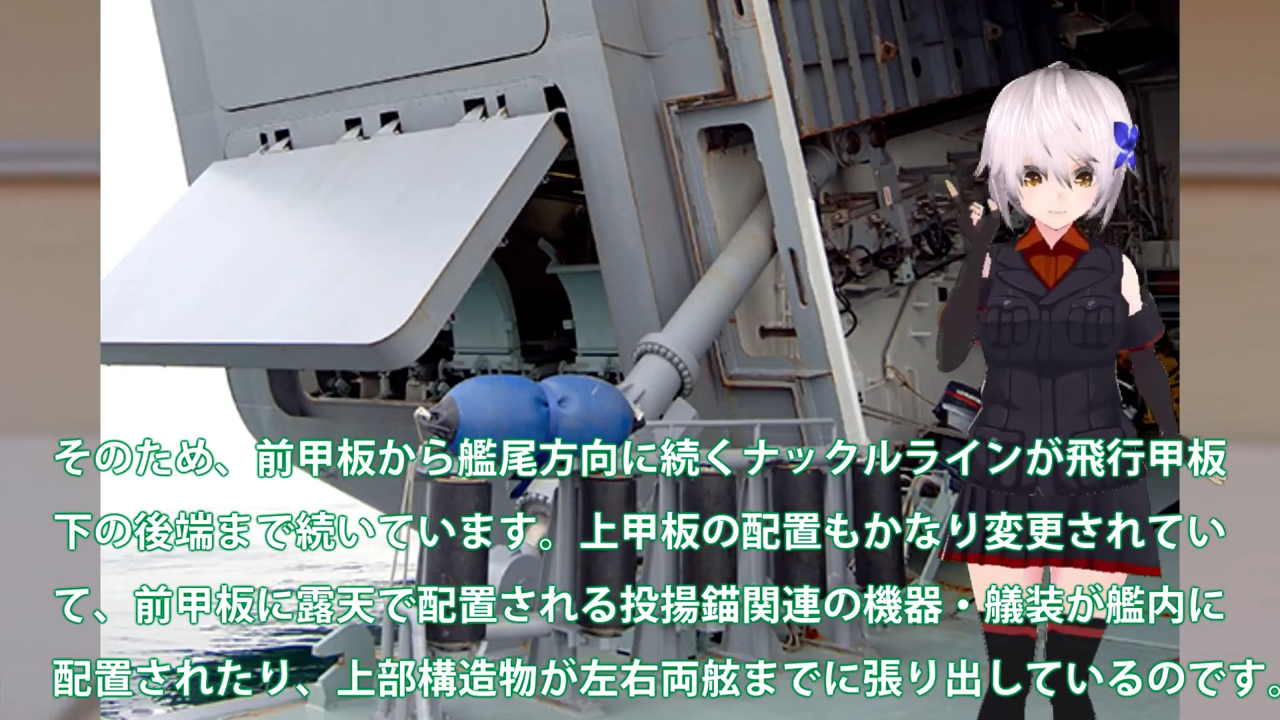 そのため、前甲板から艦尾方向に続くナックルラインが飛行甲板
下の後端まで続いています。上甲板の配置もかなり変更されてい
て、前甲板に露天で配置される投揚錨関連の機器・艤装が艦内に
配置されたり、上部構造物が左右両舷までに張り出しているのです。